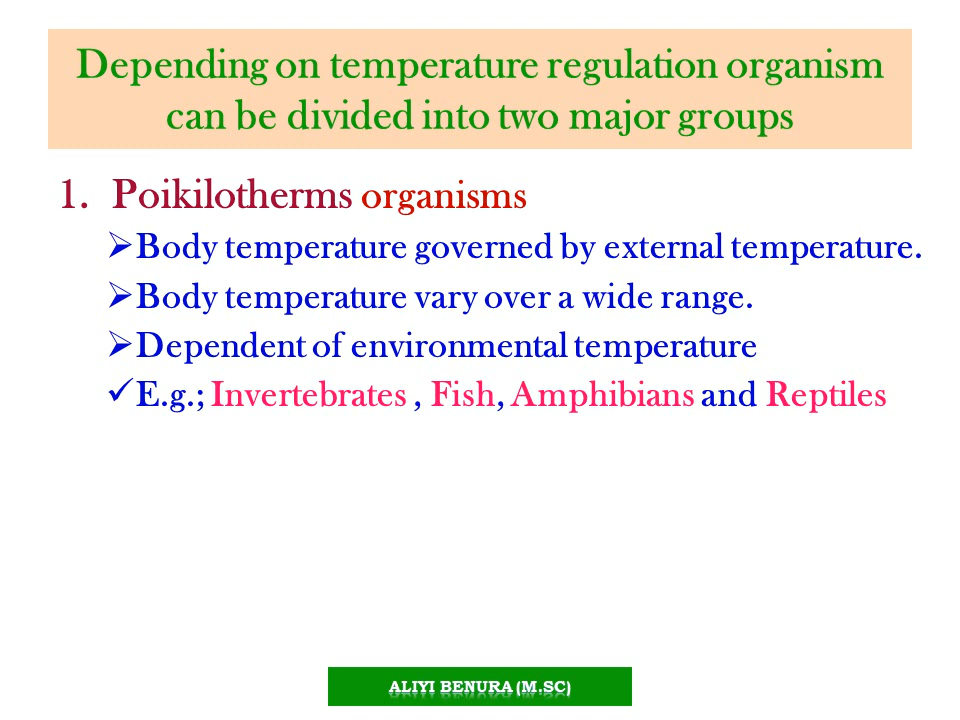 Depending on temperature regulation organism
can be divided into two major groups
1. Poikilotherms organisms
➢Body temperature governed by external temperature.
➢Body temperature vary over a wide range.
➢Dependent of environmental temperature
✓E.g.; Invertebrates , Fish, Amphibians and Reptiles
ALIYI BENURA (M.SC)